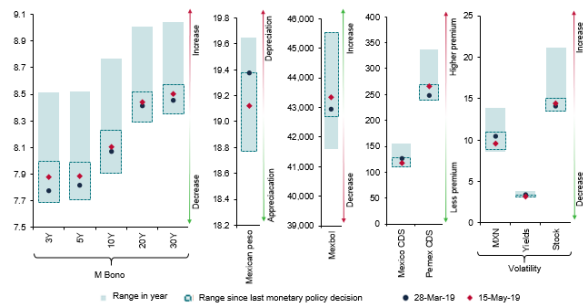 9.1
8.9
8.7
8.5
8.3
8.1
7.9
7.7
7.5
3Y
5Y
10Y
20Y
30Y
M Bono
Increase
Decrease
19.8
19.6
19.4
19.2
19.0
18.8
18.6
18.4
18.2
Mexican peso
Depreciation
Appreaciation
46,000
45,000
44,000
43,000
42,000
41,000
40,000
39,000
Mexbol
Increase
Decrease
400
350
300
250
200
150
100
50
0
Mexico CDS
Pemex CDS
Higher premium
Less premium
25
20
15
10
5
0
MXN
Yields
Stock
Volatility
Increase
Decrease
Range in year
Range since last monetary policy decision
28-Mar-19
15-May-19